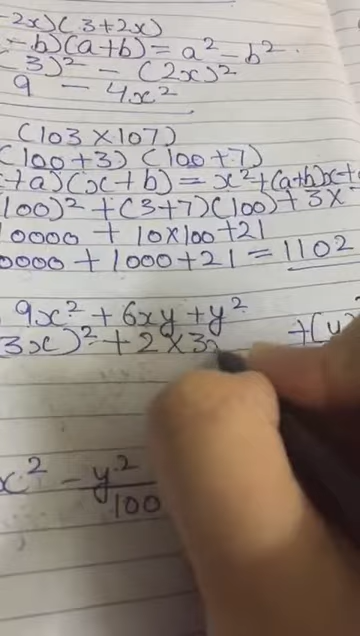 -2x)(3+2x)
-b)(a+b) = a² - b².
3)² - (2x)²
9 - 4x²
(103 × 107)
(100+3) (100+7)
+a)(x+b) = x²+(a+b)x+
(100)² + (3+7)(100) + 3×
10000 + 10×100+21
0000 + 1000+21 = 1102
9x² + 6xy + y²
3x)² + 2×3x +(y)²
x² - y²/100